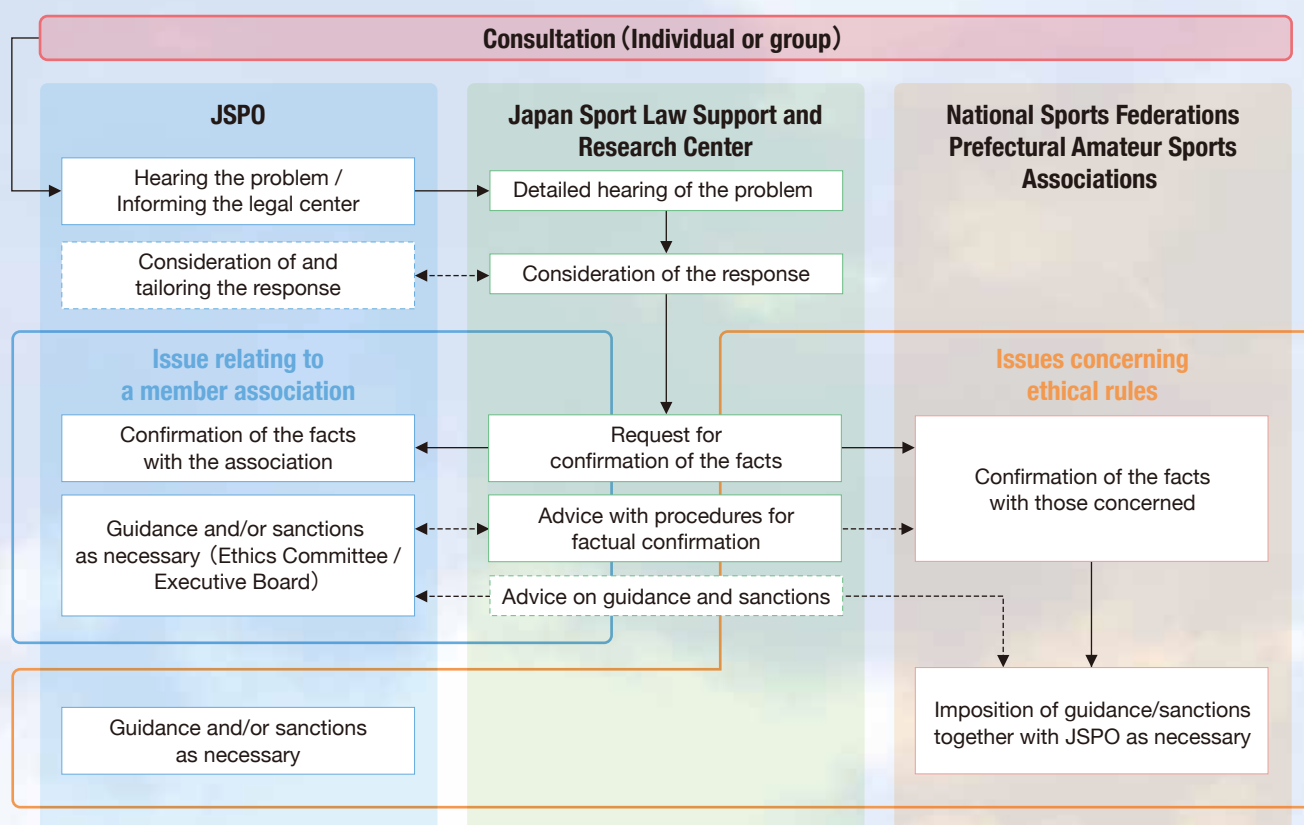 Consultation（Individual or group）
JSPO
Hearing the problem /
Informing the legal center
Consideration of and
tailoring the response
Issue relating to
a member association
Confirmation of the facts
with the association
Guidance and/or sanctions
as necessary（Ethics Committee /
Executive Board）
Guidance and/or sanctions
as necessary
Japan Sport Law Support and
Research Center
Detailed hearing of the problem
Consideration of the response
Request for
confirmation of the facts
Advice with procedures for
factual confirmation
Advice on guidance and sanctions
National Sports Federations
Prefectural Amateur Sports
Associations
Issues concerning
ethical rules
Confirmation of the facts
with those concerned
Imposition of guidance/sanctions
together with JSPO as necessary